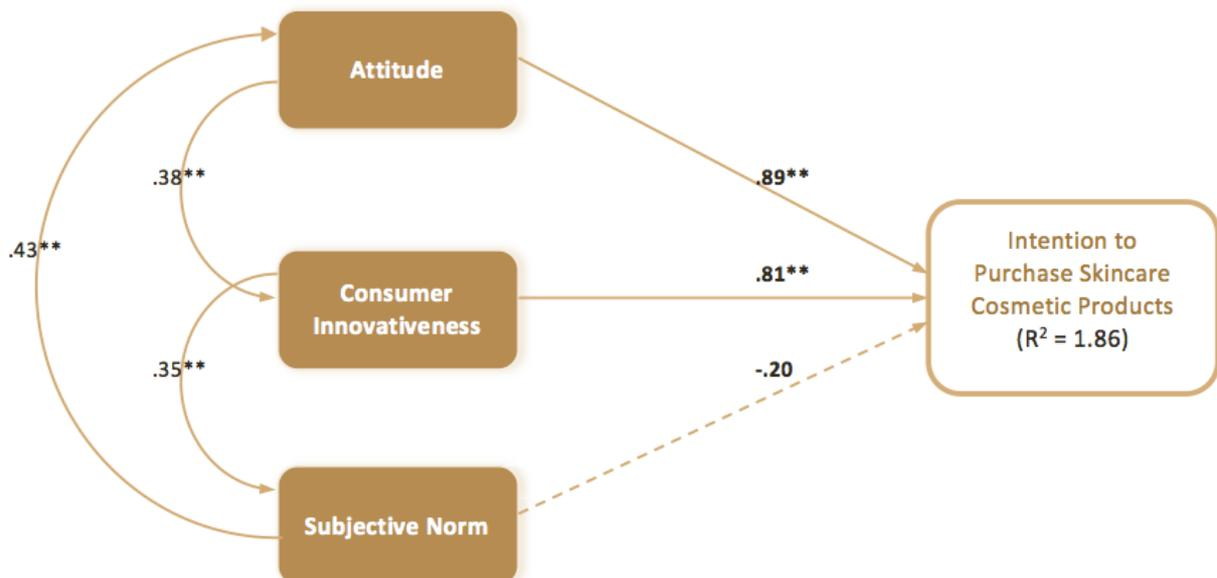 Attitude
.38**
.89**
.43**
Consumer
Innovativeness
.81**
Intention to
Purchase Skincare
Cosmetic Products
(R² = 1.86)
.35**
-.20
Subjective Norm